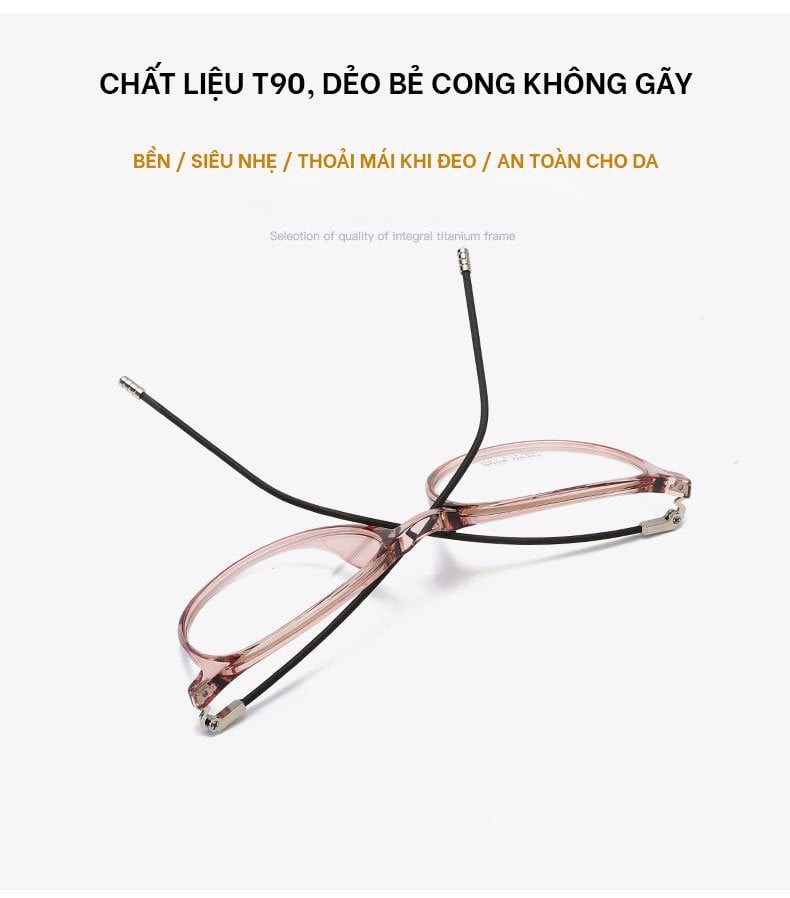 CHẤT LIỆU T90, DẺO BẺ CONG KHÔNG GÃY
BỀN / SIÊU NHẸ / THOẢI MÁI KHI ĐEO / AN TOÀN CHO DA
Selection of quality of integral titanium frame